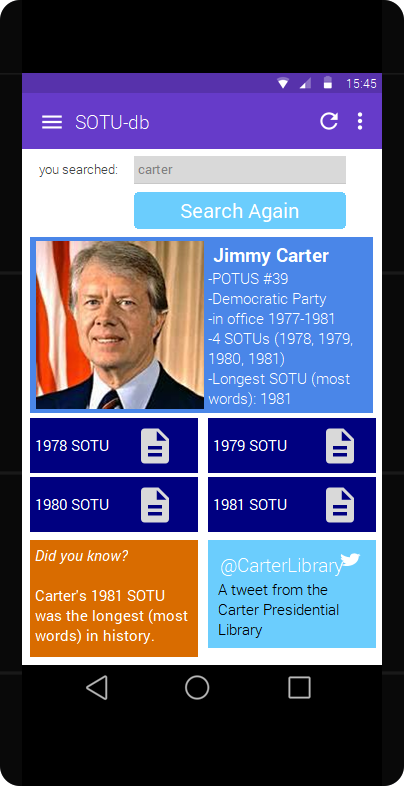 15:45
SOTU-db
you searched:
carter
Search Again
Jimmy Carter
-POTUS #39
-Democratic Party
-in office 1977-1981
-4 SOTUs (1978, 1979,
1980, 1981)
-Longest SOTU (most
words): 1981
1978 SOTU
1979 SOTU
1980 SOTU
1981 SOTU
Did you know?
Carter's 1981 SOTU
was the longest (most
words) in history.
@CarterLibrary
A tweet from the
Carter Presidential
Library